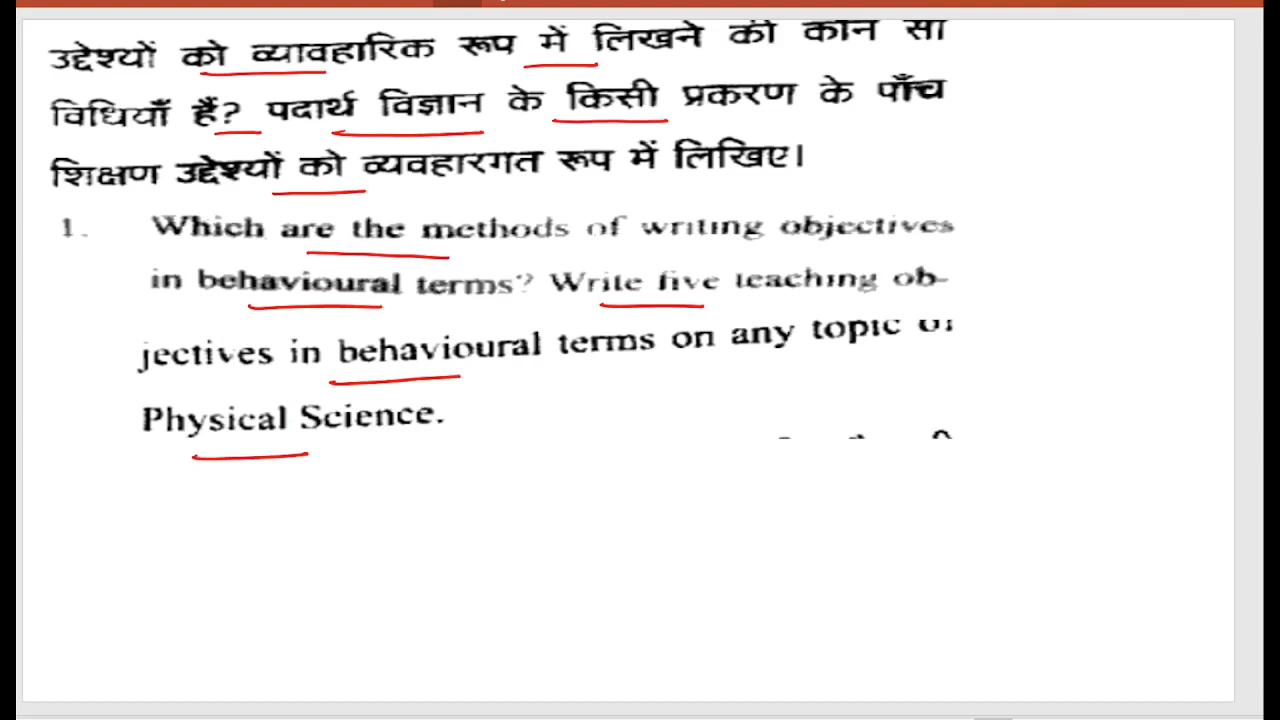 उद्देश्यों को व्यावहारिक रूप में लिखने की कौन सी
विधियाँ हैं? पदार्थ विज्ञान के किसी प्रकरण के पाँच
शिक्षण उद्देश्यों को व्यवहारगत रूप में लिखिए।
1. Which are the methods of writing objectives
in behavioural terms? Write five teaching ob-
jectives in behavioural terms on any topic of
Physical Science.